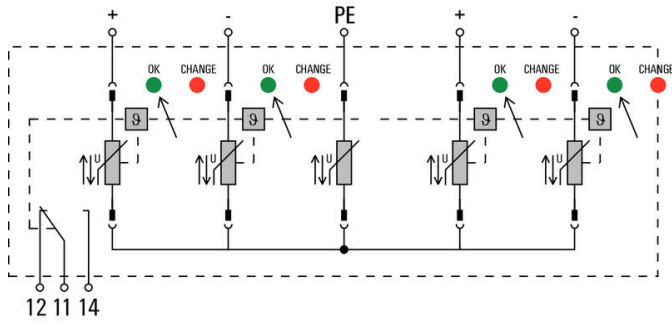 + - PE + -
OK CHANGE OK CHANGE OK CHANGE OK CHANGE
ϑ ϑ ϑ ϑ
U U U U U
12 11 14